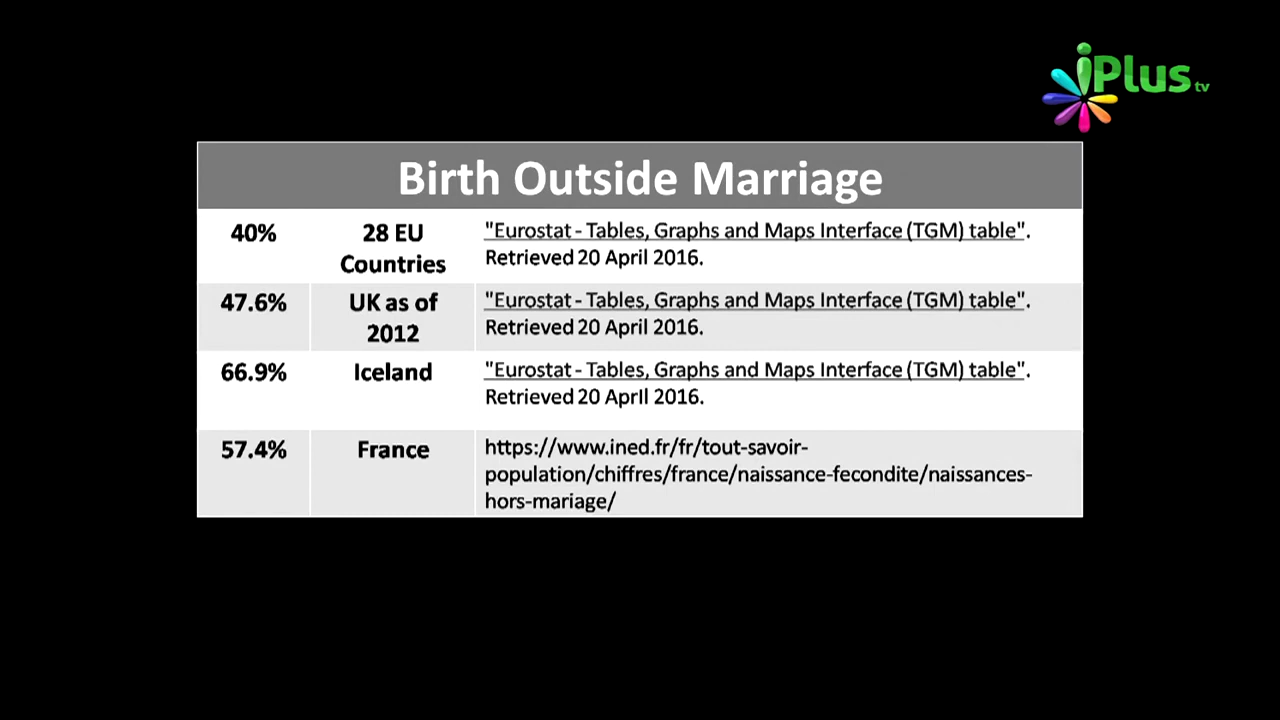 iPlus tv
Birth Outside Marriage
40%
28 EU
Countries
"Eurostat - Tables, Graphs and Maps Interface (TGM) table".
Retrieved 20 April 2016.
47.6%
UK as of
2012
"Eurostat - Tables, Graphs and Maps Interface (TGM) table".
Retrieved 20 April 2016.
66.9%
Iceland
"Eurostat - Tables, Graphs and Maps Interface (TGM) table".
Retrieved 20 April 2016.
57.4%
France
https://www.ined.fr/fr/tout-savoir-
population/chiffres/france/naissance-fecondite/naissances-
hors-mariage/